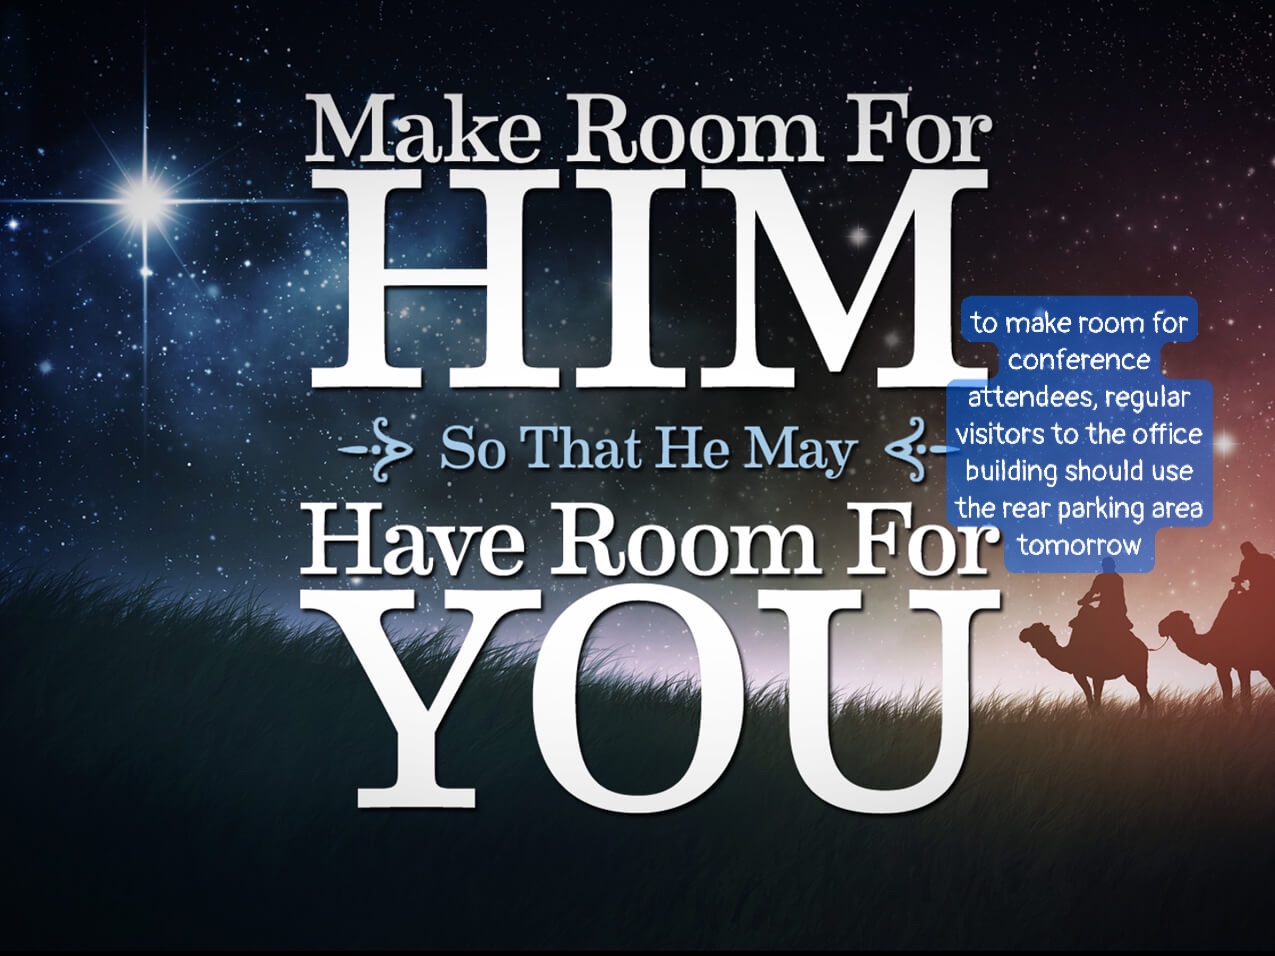 Make Room For
HIM
So That He May
Have Room For
YOU
to make room for
conference
attendees, regular
visitors to the office
building should use
the rear parking area
tomorrow